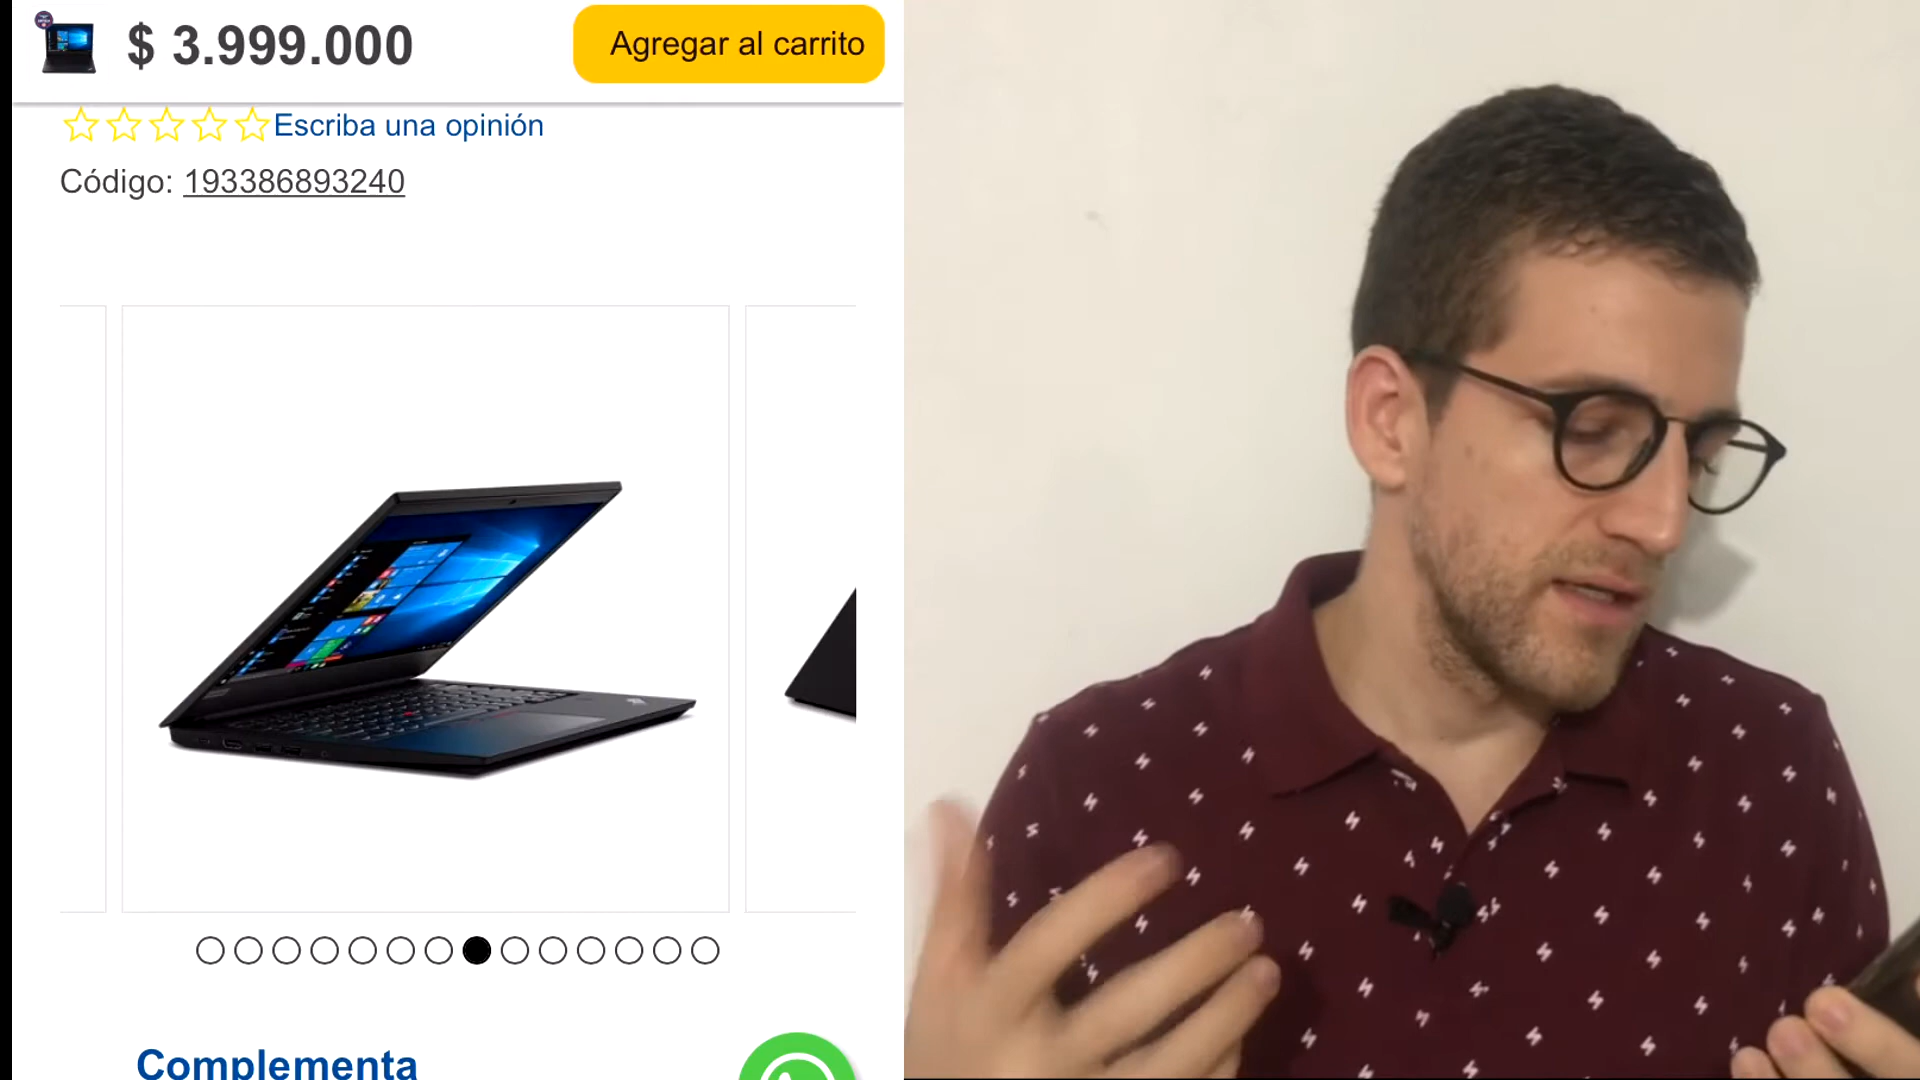 $ 3.999.000
Agregar al carrito
Escriba una opinión
Código: 193386893240
Complementa